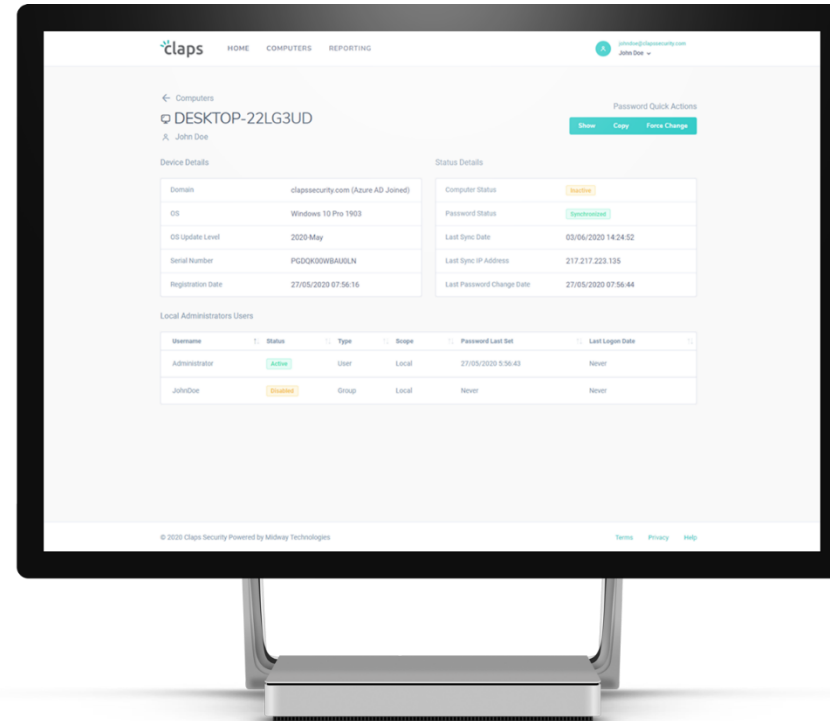 claps HOME COMPUTERS REPORTING
johndoe@clapssecurity.com
John Doe
← Computers
DESKTOP-22LG3UD
John Doe
Password Quick Actions
Show Copy Force Change
Device Details
Domain clapssecurity.com (Azure AD Joined)
OS Windows 10 Pro 1903
OS Update Level 2020-May
Serial Number PGDQK00WBAU0LN
Registration Date 27/05/2020 07:56:16
Status Details
Computer Status Inactive
Password Status Synchronized
Last Sync Date 03/06/2020 14:24:52
Last Sync IP Address 217.217.223.135
Last Password Change Date 27/05/2020 07:56:44
Local Administrators Users
Username Status Type Scope Password Last Set Last Logon Date
Administrator Active User Local 27/05/2020 5:56:43 Never
JohnDoe Disabled Group Local Never Never
© 2020 Claps Security Powered by Midway Technologies
Terms Privacy Help